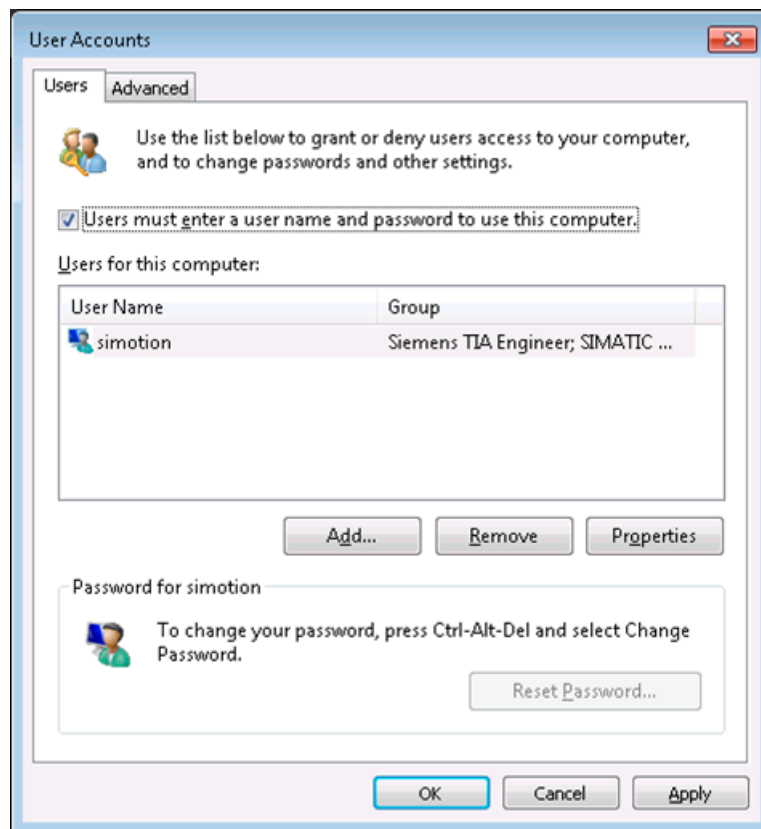 User Accounts
Users
Advanced
Use the list below to grant or deny users access to your computer,
and to change passwords and other settings.
Users must enter a user name and password to use this computer.
Users for this computer:
User Name
Group
simotion
Siemens TIA Engineer; SIMATIC ...
Add...
Remove
Properties
Password for simotion
To change your password, press Ctrl-Alt-Del and select Change
Password.
Reset Password...
OK
Cancel
Apply